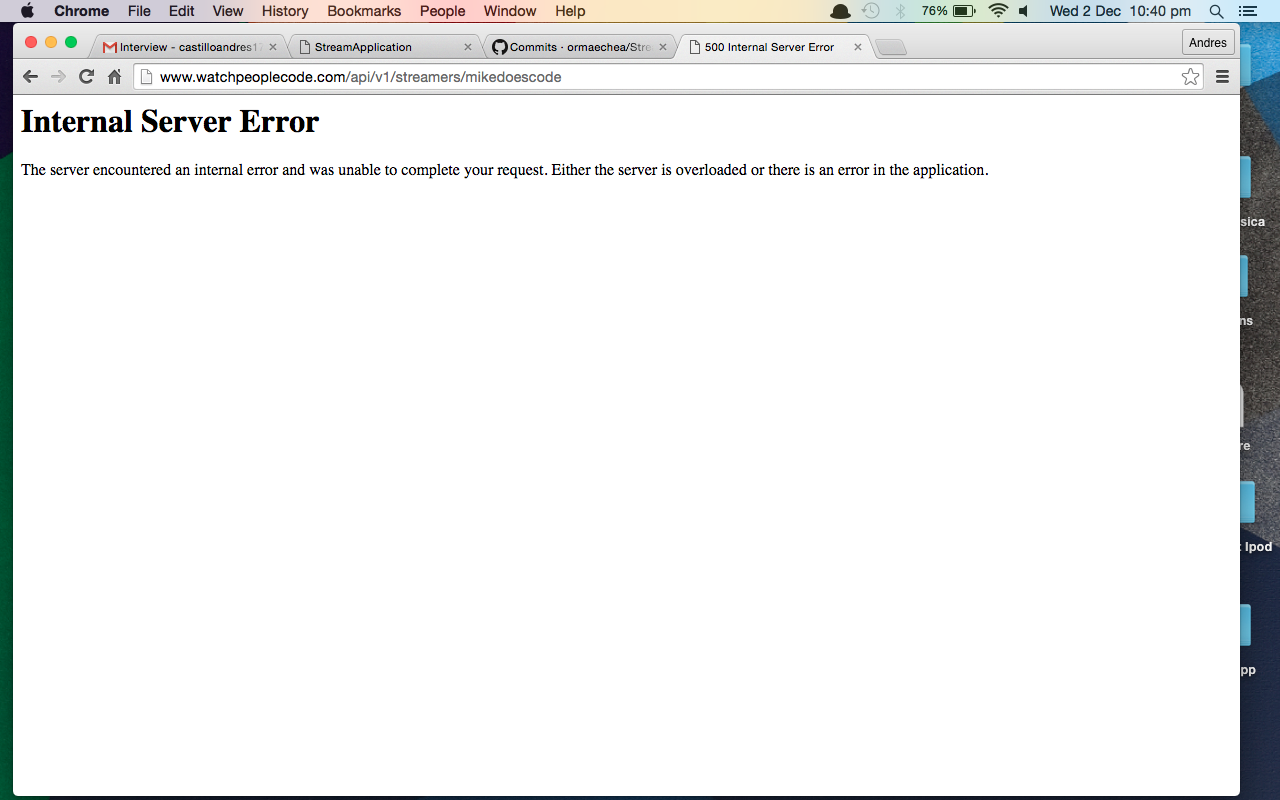 Chrome File Edit View History Bookmarks People Window Help 76% Wed 2 Dec 10:40 pm
Interview - castilloandres1 StreamApplication Commits · ormaechea/Stre 500 Internal Server Error Andres
www.watchpeoplecode.com/api/v1/streamers/mikedoescode
Internal Server Error
The server encountered an internal error and was unable to complete your request. Either the server is overloaded or there is an error in the application.
sica
ns
re
t Ipod
pp